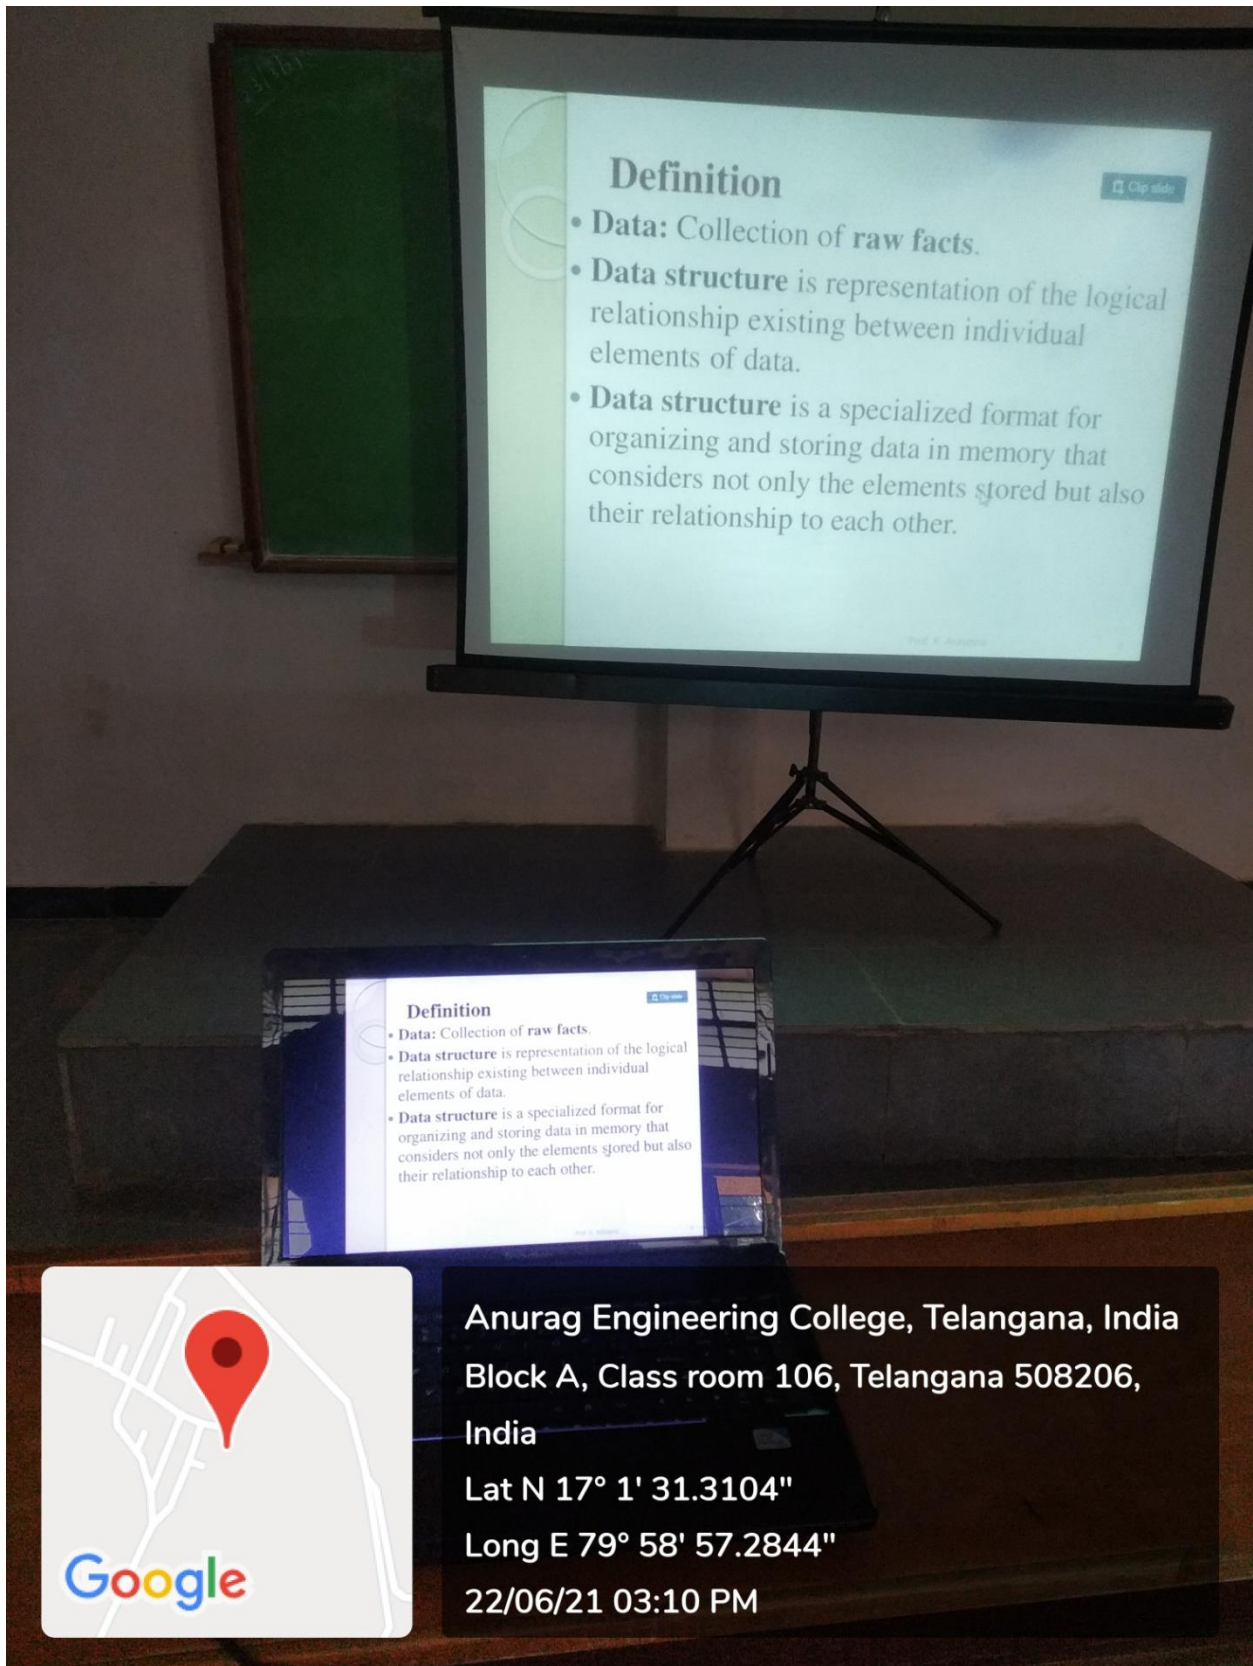 Definition
Clip slide
• Data: Collection of raw facts.
• Data structure is representation of the logical
relationship existing between individual
elements of data.
• Data structure is a specialized format for
organizing and storing data in memory that
considers not only the elements stored but also
their relationship to each other.
Definition
Clip slide
• Data: Collection of raw facts.
• Data structure is representation of the logical
relationship existing between individual
elements of data.
• Data structure is a specialized format for
organizing and storing data in memory that
considers not only the elements stored but also
their relationship to each other.
Google
Anurag Engineering College, Telangana, India
Block A, Class room 106, Telangana 508206,
India
Lat N 17° 1' 31.3104"
Long E 79° 58' 57.2844"
22/06/21 03:10 PM